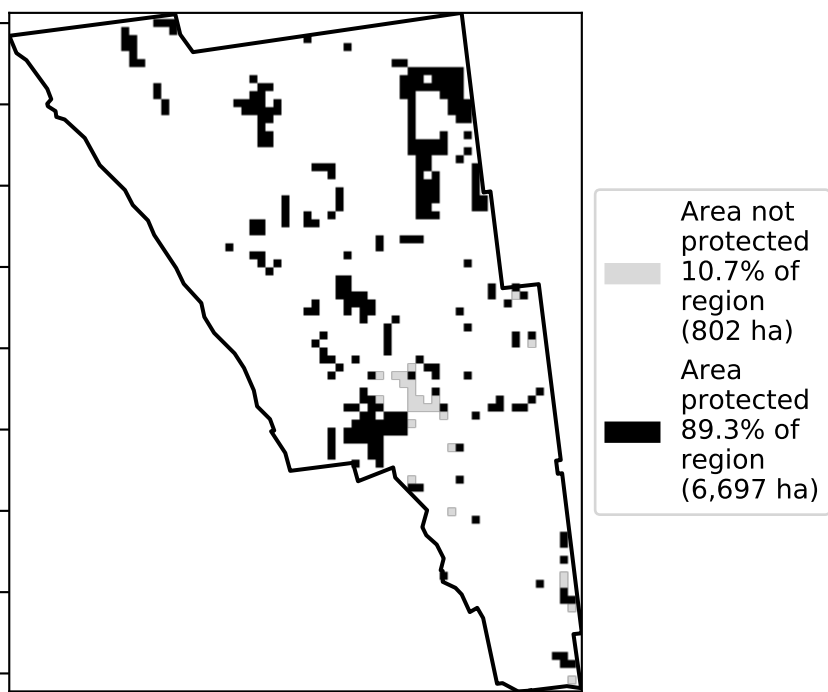 Area not
protected
10.7% of
region
(802 ha)
Area
protected
89.3% of
region
(6,697 ha)